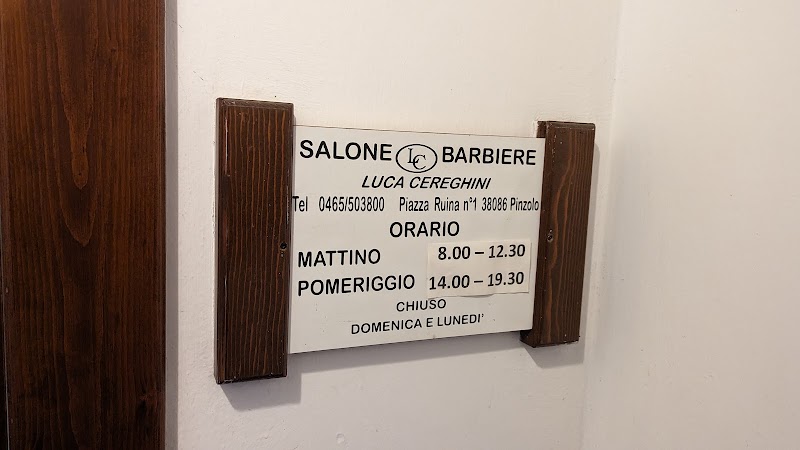 SALONE LC BARBIERE
LUCA CEREGHINI
Tel 0465/503800 Piazza Ruina n°1 38086 Pinzolo
ORARIO
MATTINO 8.00 – 12.30
POMERIGGIO 14.00 – 19.30
CHIUSO
DOMENICA E LUNEDI'